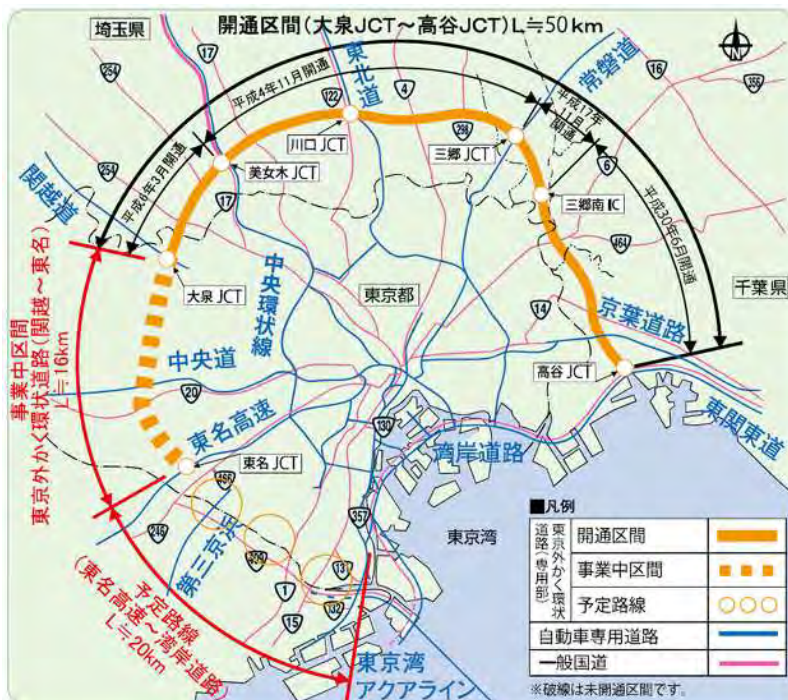 開通区間(大泉JCT～高谷JCT)L≒50km
埼玉県
17
254
東北道
4
常磐道
16
356
N
平成4年11月開通
122
298
平成17年
11月
開通
6
川口JCT
三郷JCT
美女木JCT
三郷南IC
平成6年3月開通
254
17
関越道
平成30年6月開通
464
大泉JCT
中央環状線
東京都
千葉県
14
京葉道路
事業中区間
東京外かく環状道路(関越～東名)
L≒16km
中央道
20
高谷JCT
東関東道
東名高速
130
湾岸道路
東名JCT
466
246
第三京浜
357
409
131
東京湾
1
132
15
予定路線
(東名高速～湾岸道路)
L≒20km
東京湾
アクアライン
■凡例
東京外かく環状
道路(専用部)
開通区間
事業中区間
予定路線
自動車専用道路
一般国道
※破線は未開通区間です。